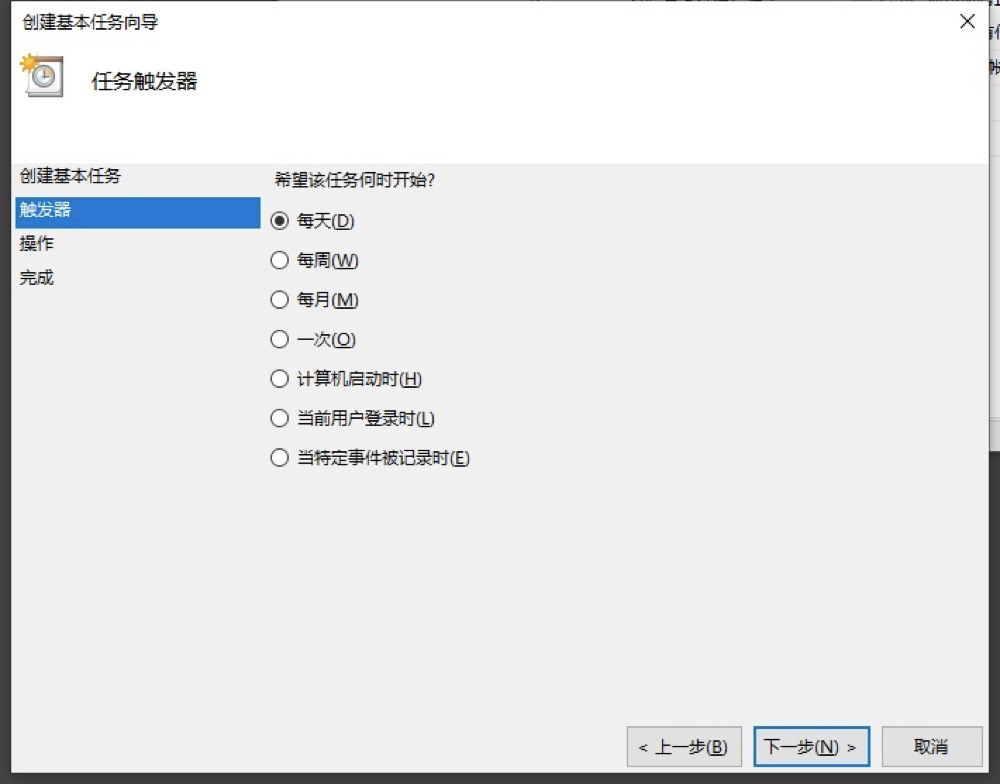 创建基本任务向导
任务触发器
创建基本任务
触发器
操作
完成
希望该任务何时开始?
每天(D)
每周(W)
每月(M)
一次(O)
计算机启动时(H)
当前用户登录时(L)
当特定事件被记录时(E)
< 上一步(B)
下一步(N) >
取消